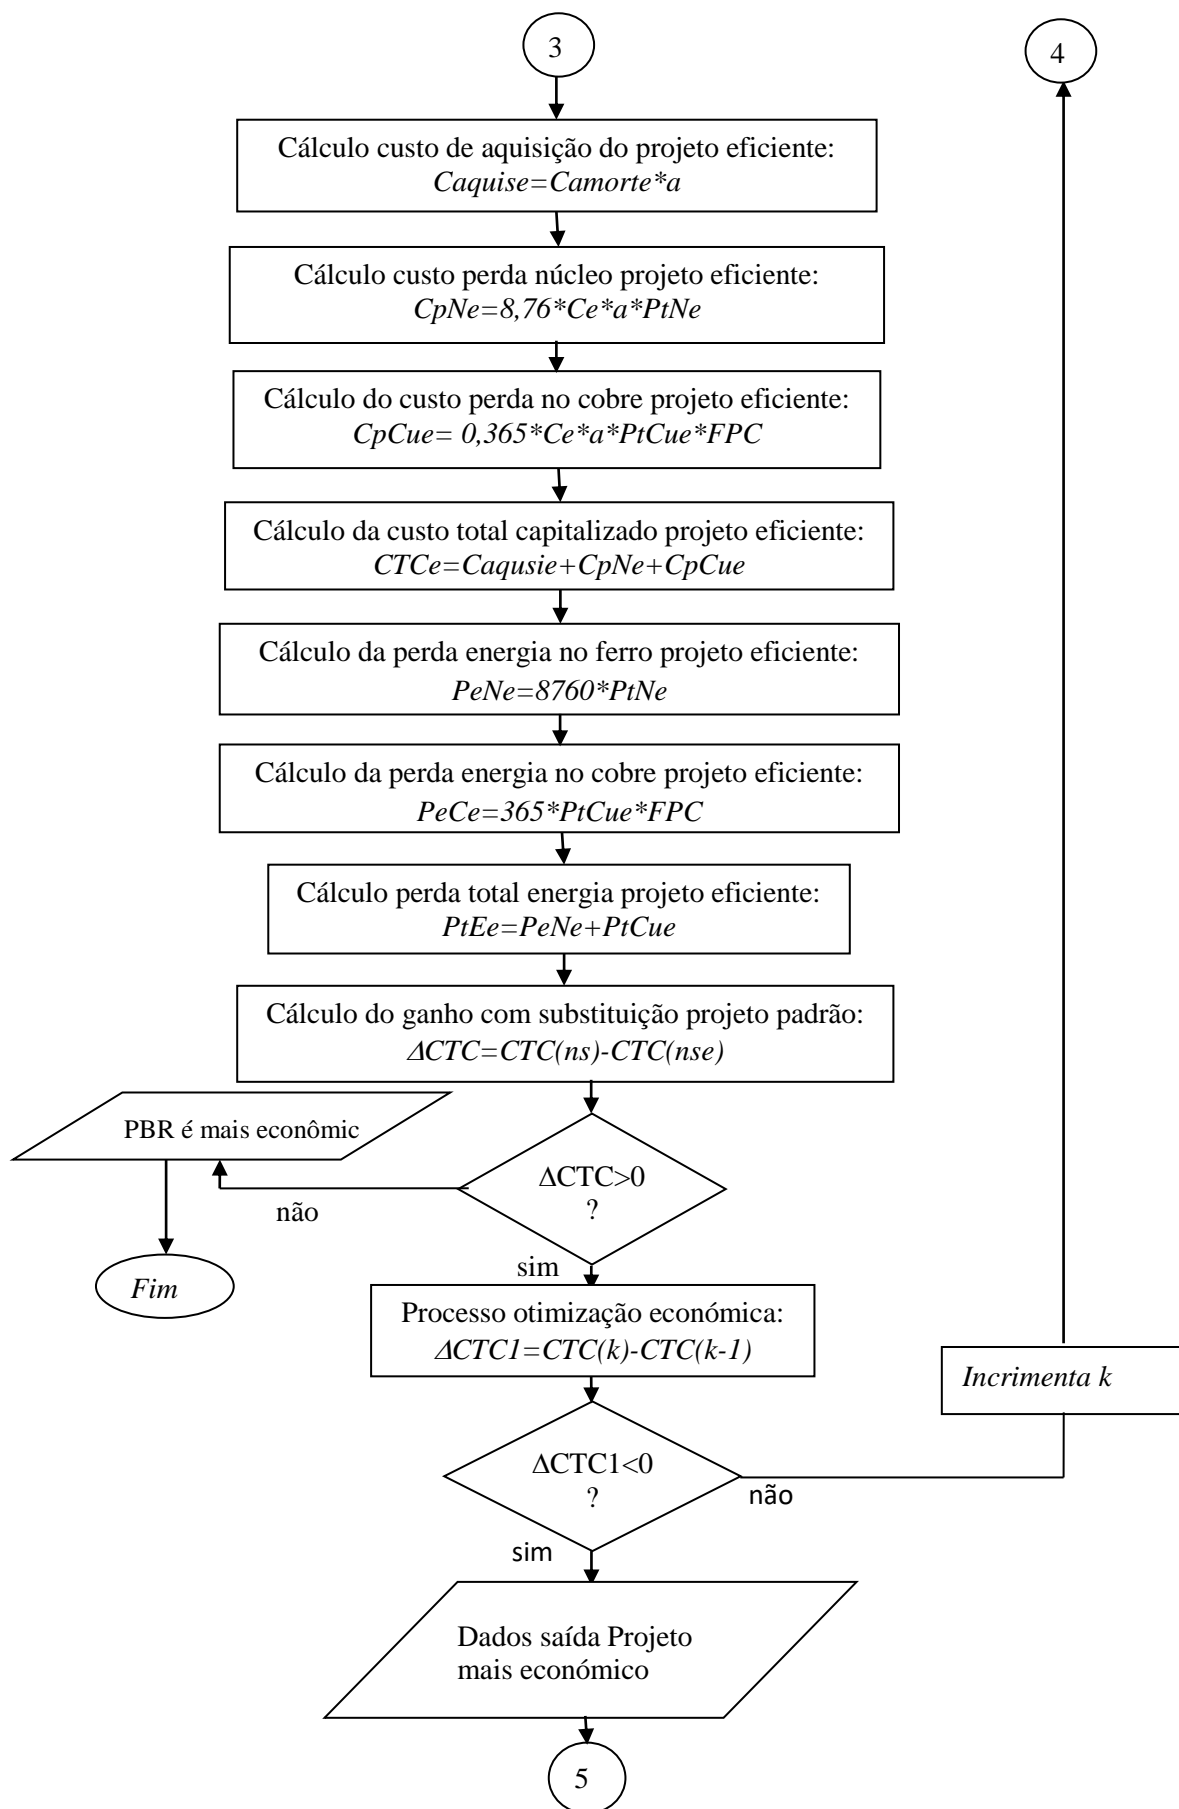 3
4
Cálculo custo de aquisição do projeto eficiente:
Caquise=Camorte*a
Cálculo custo perda núcleo projeto eficiente:
CpNe=8,76*Ce*a*PtNe
Cálculo do custo perda no cobre projeto eficiente:
CpCue= 0,365*Ce*a*PtCue*FPC
Cálculo da custo total capitalizado projeto eficiente:
CTCe=Caqusie+CpNe+CpCue
Cálculo da perda energia no ferro projeto eficiente:
PeNe=8760*PtNe
Cálculo da perda energia no cobre projeto eficiente:
PeCe=365*PtCue*FPC
Cálculo perda total energia projeto eficiente:
PtEe=PeNe+PtCue
Cálculo do ganho com substituição projeto padrão:
ΔCTC=CTC(ns)-CTC(nse)
PBR é mais econômic
ΔCTC>0
?
não
Fim
sim
Processo otimização económica:
ΔCTC1=CTC(k)-CTC(k-1)
Incrimenta k
ΔCTC1<0
?
não
sim
Dados saída Projeto
mais económico
5